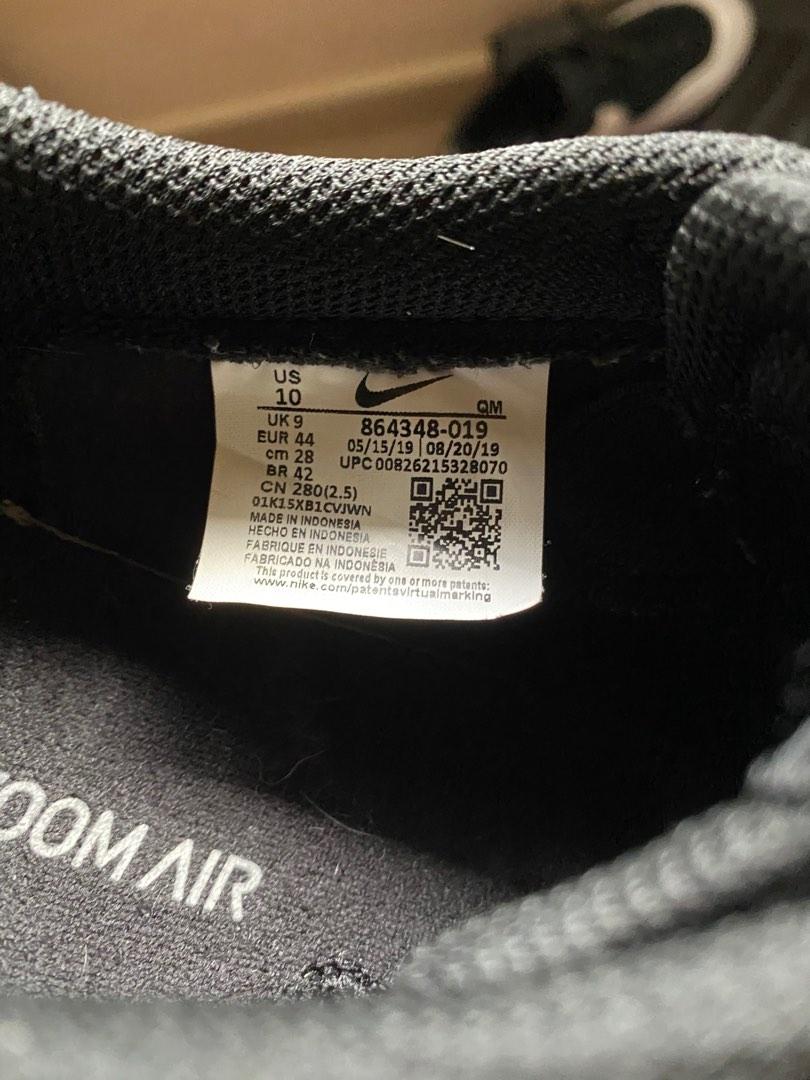 US
10
QM
UK 9
EUR 44
cm 28
BR 42
CN 280(2.5)
864348-019
05/15/19 | 08/20/19
UPC 00826215328070
01K15XB1CVJWN
MADE IN INDONESIA
HECHO EN INDONESIA
FABRIQUE EN INDONESIE
FABRICADO NA INDONÉSIA
This product is covered by one or more patents:
www.nike.com/patentsvirtualmarking
ZOOM AIR